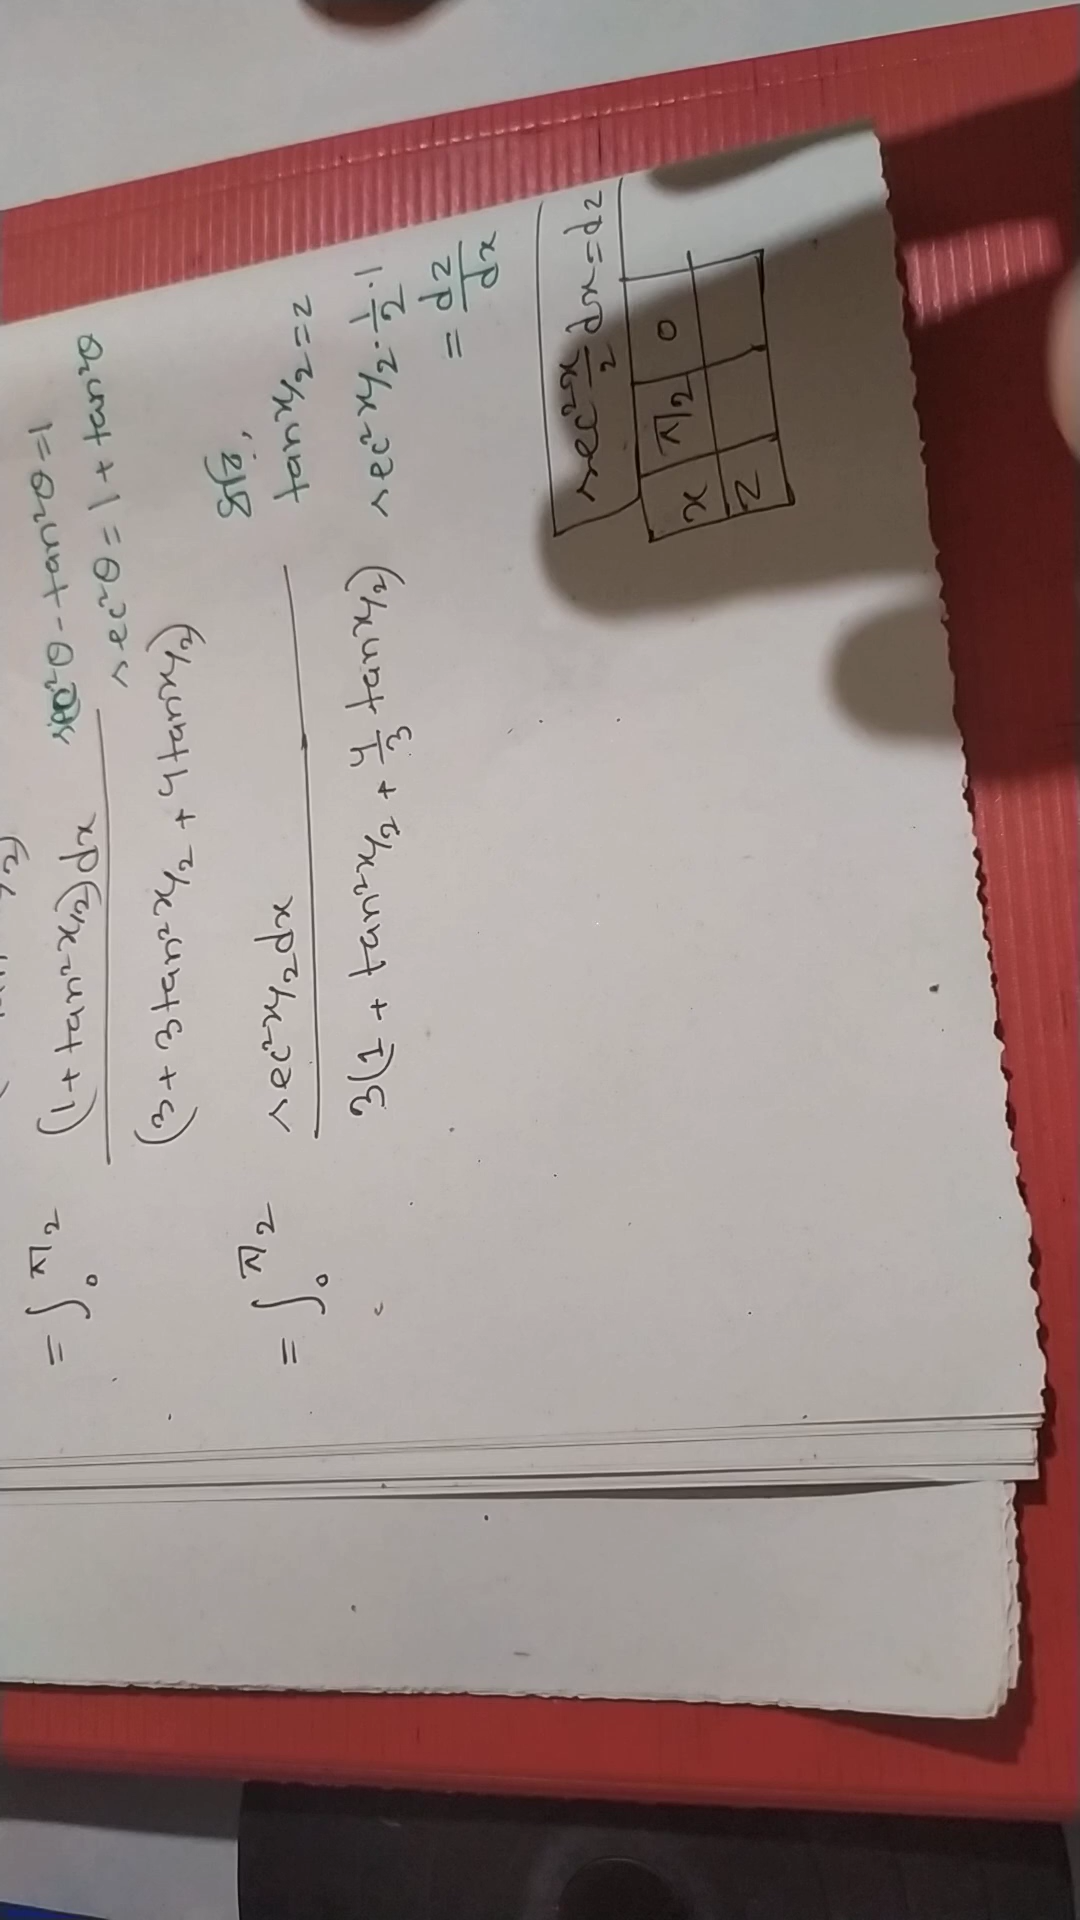 = ∫₀^π/2 (1 + tan²x/2) dx / (3 + 3tan²x/2 + 4tanx/2)
sec²θ - tan²θ = 1
sec²θ = 1 + tan²θ
= ∫₀^π/2 sec²x/2 dx / 3(1 + tan²x/2 + 4/3 tanx/2)
ধরি,
tanx/2 = z
sec²x/2 · 1/2 · 1
= dz/dx
sec²x/2 dx = dz
x π/2 0
z